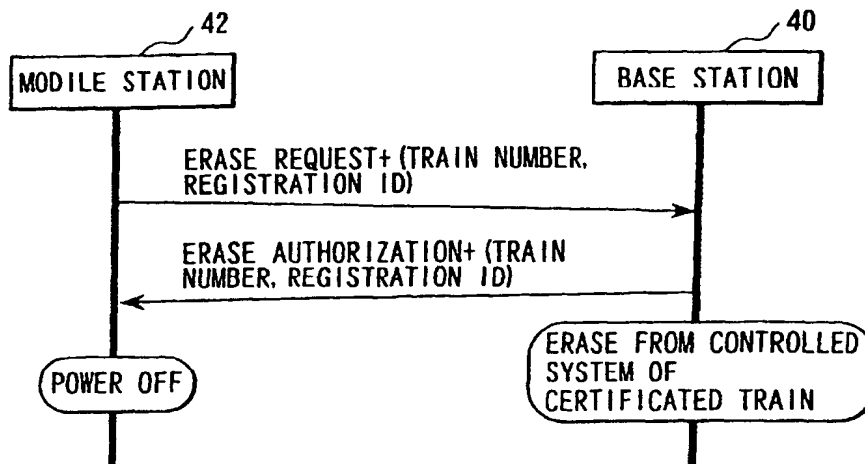 42
40
MODILE STATION
BASE STATION
ERASE REQUEST+(TRAIN NUMBER,
REGISTRATION ID)
ERASE AUTHORIZATION+(TRAIN
NUMBER, REGISTRATION ID)
POWER OFF
ERASE FROM CONTROLLED
SYSTEM OF
CERTIFICATED TRAIN